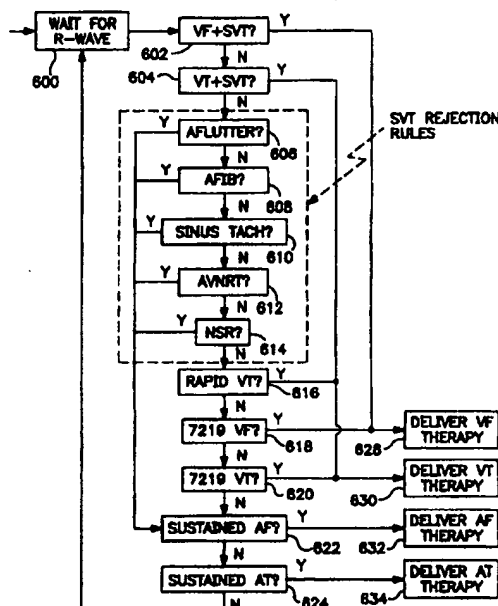 WAIT FOR
R-WAVE
600
VF+SVT?
Y
602
N
604
VT+SVT?
Y
N
SVT REJECTION
RULES
Y
AFLUTTER?
606
N
Y
AFIB?
608
N
Y
SINUS TACH?
610
N
Y
AVNRT?
612
N
Y
NSR?
614
N
RAPID VT?
Y
616
N
7219 VF?
Y
618
DELIVER VF
THERAPY
628
N
7219 VT?
Y
620
DELIVER VT
THERAPY
630
N
SUSTAINED AF?
Y
622
DELIVER AF
THERAPY
632
N
SUSTAINED AT?
Y
624
DELIVER AT
THERAPY
634
N